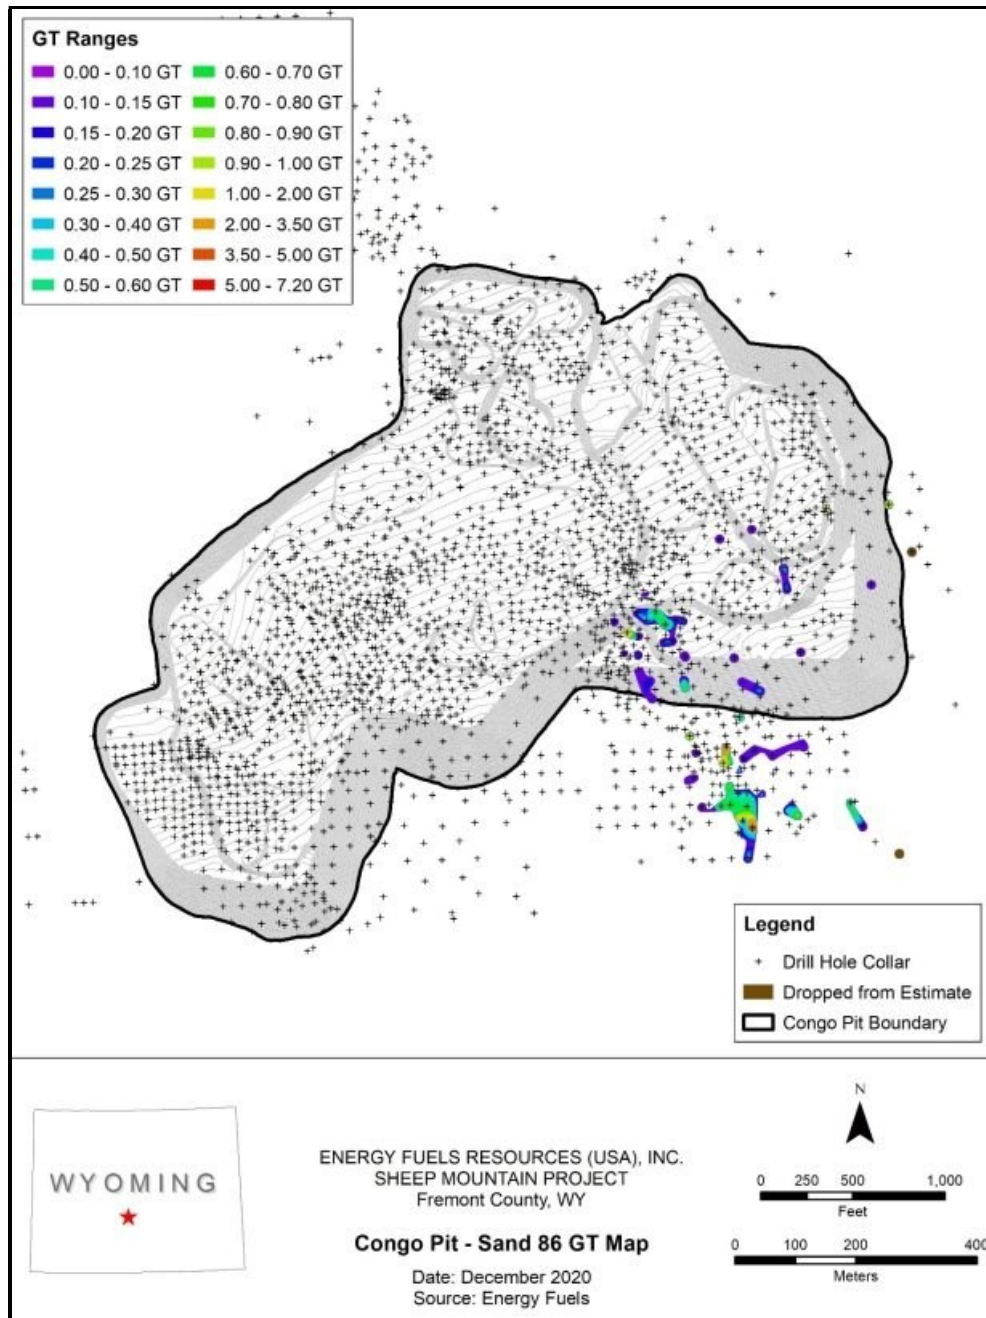 GT Ranges
0.00 - 0.10 GT
0.10 - 0.15 GT
0.15 - 0.20 GT
0.20 - 0.25 GT
0.25 - 0.30 GT
0.30 - 0.40 GT
0.40 - 0.50 GT
0.50 - 0.60 GT
0.60 - 0.70 GT
0.70 - 0.80 GT
0.80 - 0.90 GT
0.90 - 1.00 GT
1.00 - 2.00 GT
2.00 - 3.50 GT
3.50 - 5.00 GT
5.00 - 7.20 GT
Legend
Drill Hole Collar
Dropped from Estimate
Congo Pit Boundary
WYOMING
ENERGY FUELS RESOURCES (USA), INC.
SHEEP MOUNTAIN PROJECT
Fremont County, WY
Congo Pit - Sand 86 GT Map
Date: December 2020
Source: Energy Fuels
N
0 250 500 1,000
Feet
0 100 200 400
Meters